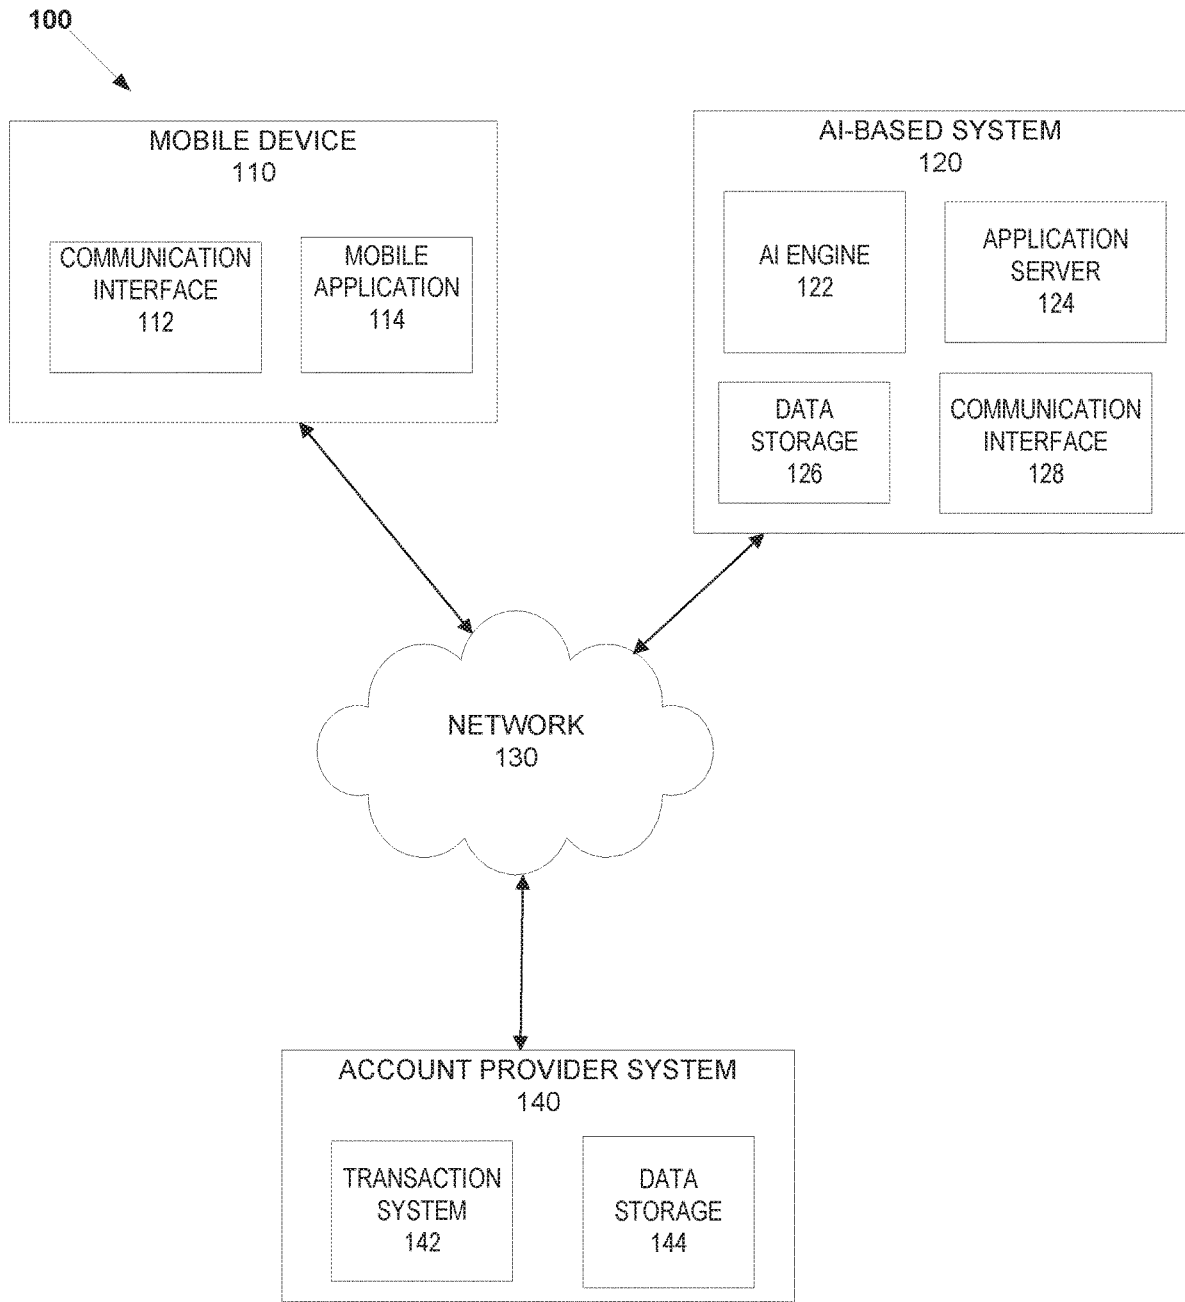 100
MOBILE DEVICE
110
COMMUNICATION
INTERFACE
112
MOBILE
APPLICATION
114
AI-BASED SYSTEM
120
AI ENGINE
122
APPLICATION
SERVER
124
DATA
STORAGE
126
COMMUNICATION
INTERFACE
128
NETWORK
130
ACCOUNT PROVIDER SYSTEM
140
TRANSACTION
SYSTEM
142
DATA
STORAGE
144